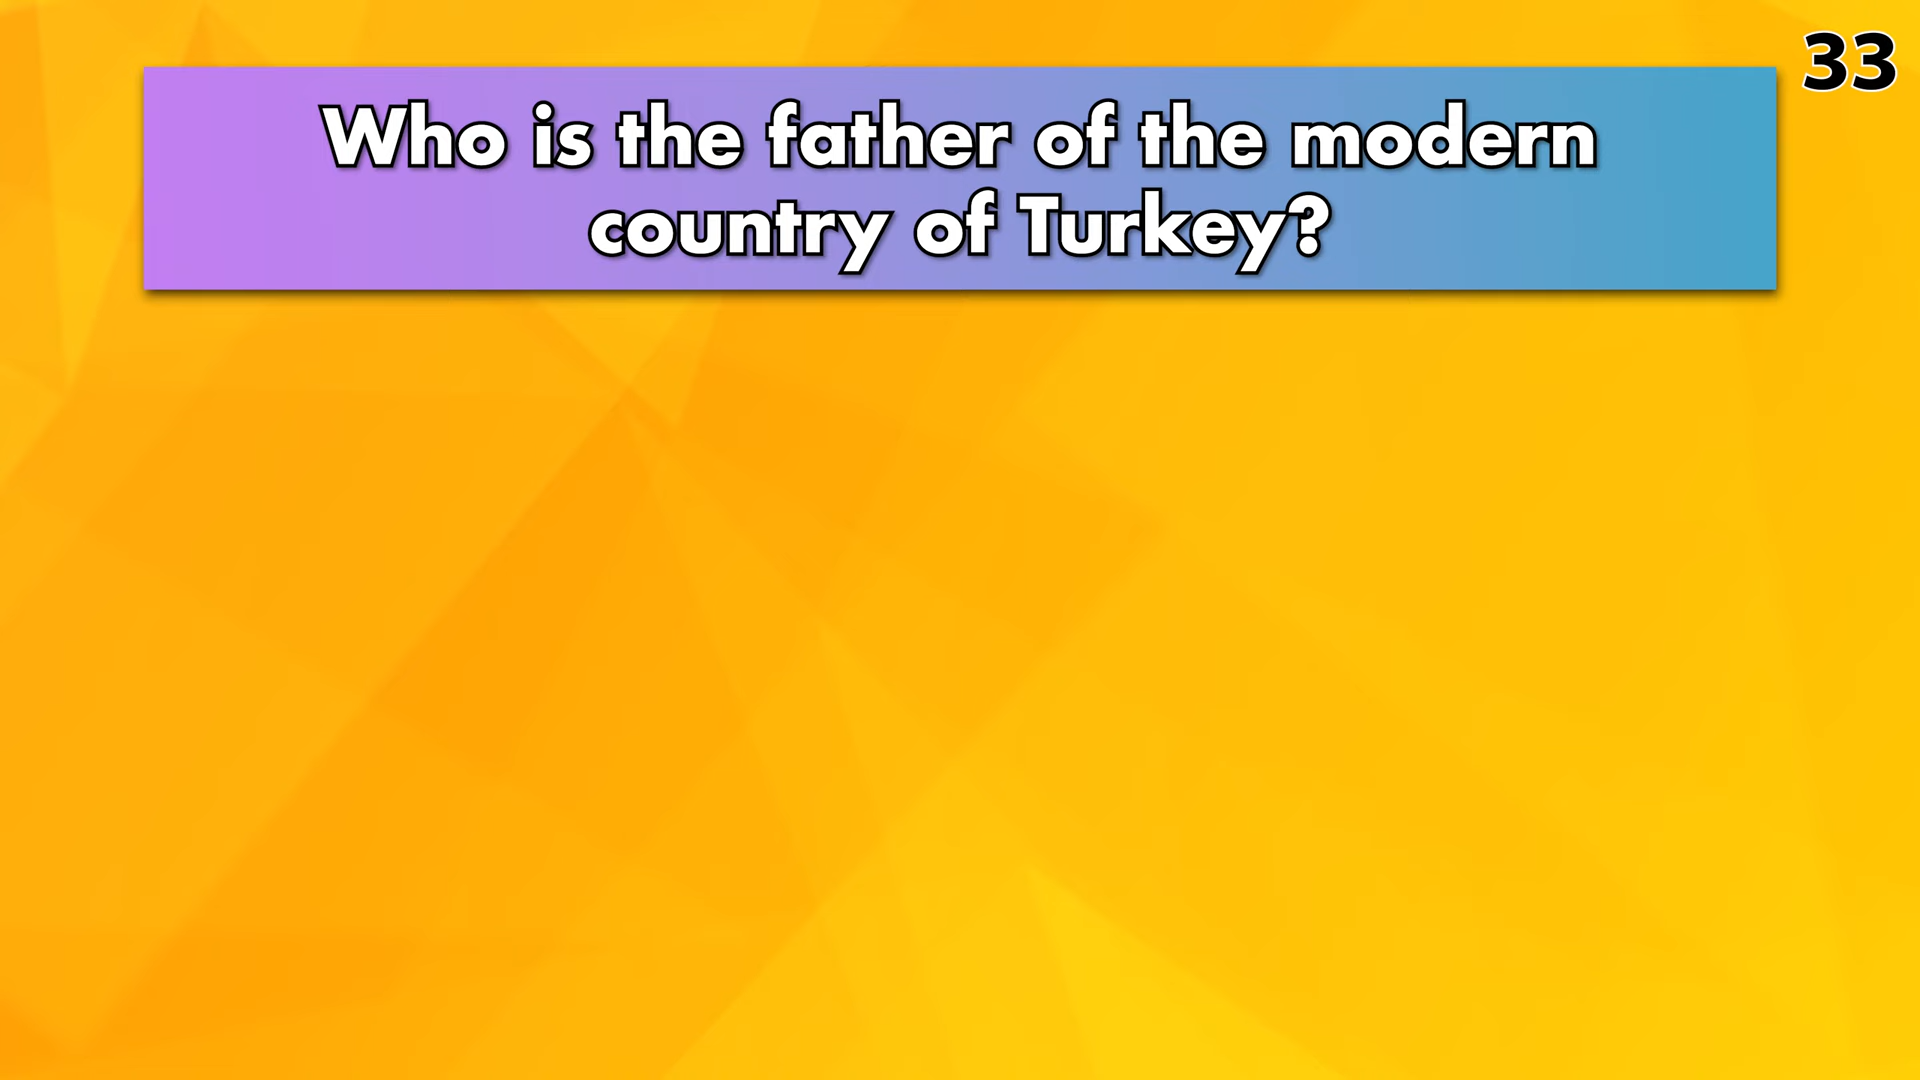 33
Who is the father of the modern
country of Turkey?